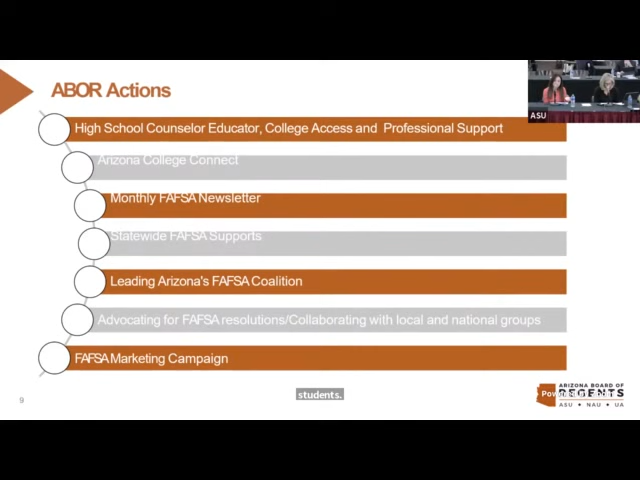 ABOR Actions
ASU
High School Counselor Educator, College Access and Professional Support
Arizona College Connect
Monthly FAFSA Newsletter
Statewide FAFSA Supports
Leading Arizona's FAFSA Coalition
Advocating for FAFSA resolutions/Collaborating with local and national groups
FAFSA Marketing Campaign
students.
9
ARIZONA BOARD OF
REGENTS
ASU • NAU • UA